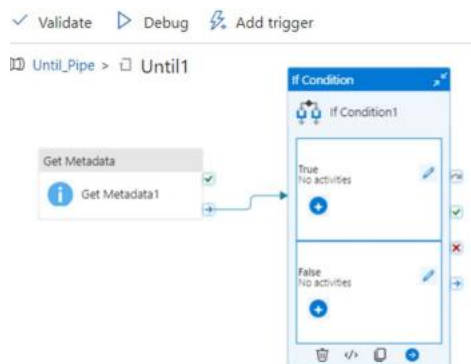 Validate Debug Add trigger
Until_Pipe > Until1
If Condition
If Condition1
Get Metadata
Get Metadata1
True
No activities
False
No activities